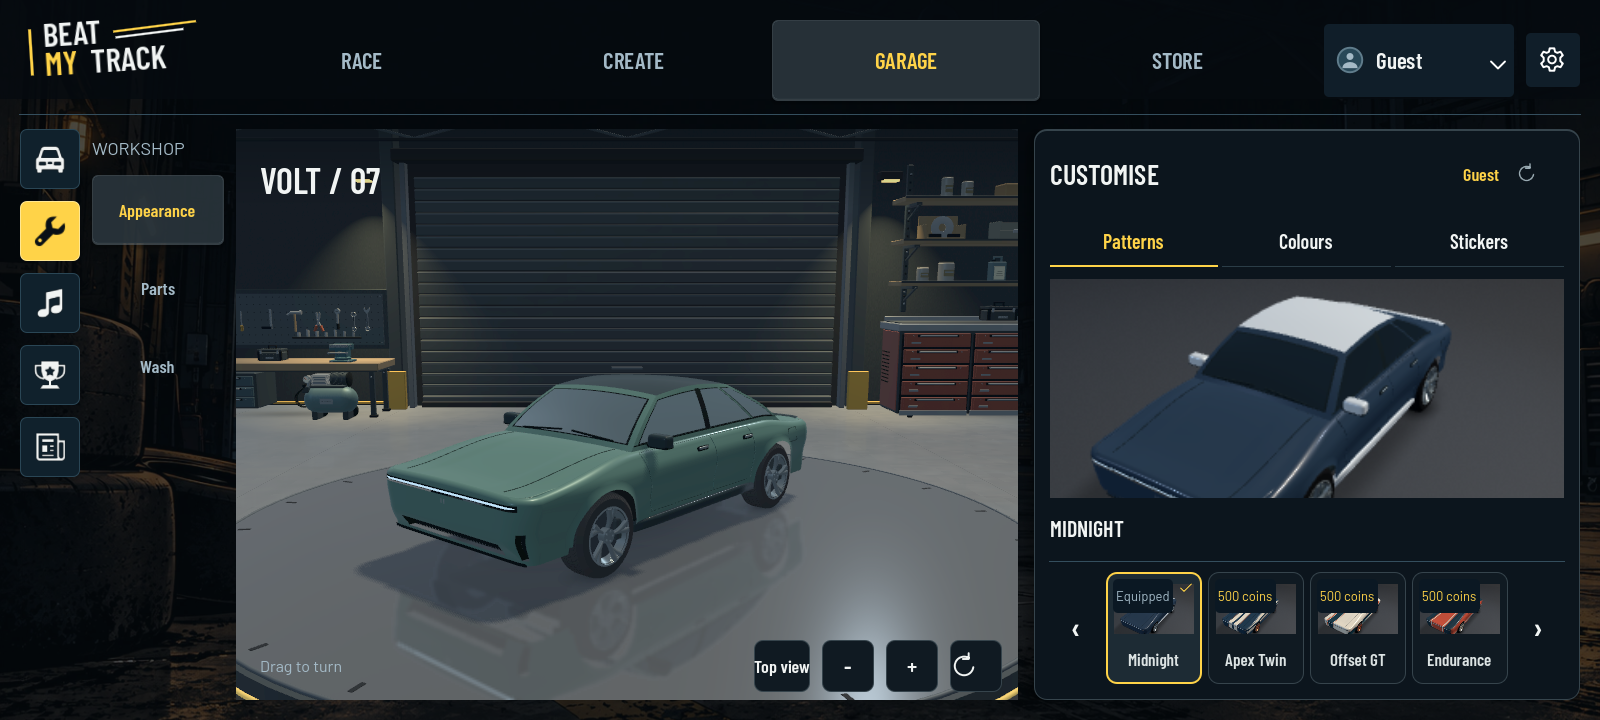 BEAT
MY TRACK
RACE
CREATE
GARAGE
STORE
Guest
WORKSHOP
Appearance
Parts
Wash
VOLT / 07
Drag to turn
Top view
-
+
CUSTOMISE
Guest
Patterns
Colours
Stickers
MIDNIGHT
‹
Equipped
Midnight
500 coins
Apex Twin
500 coins
Offset GT
500 coins
Endurance
›